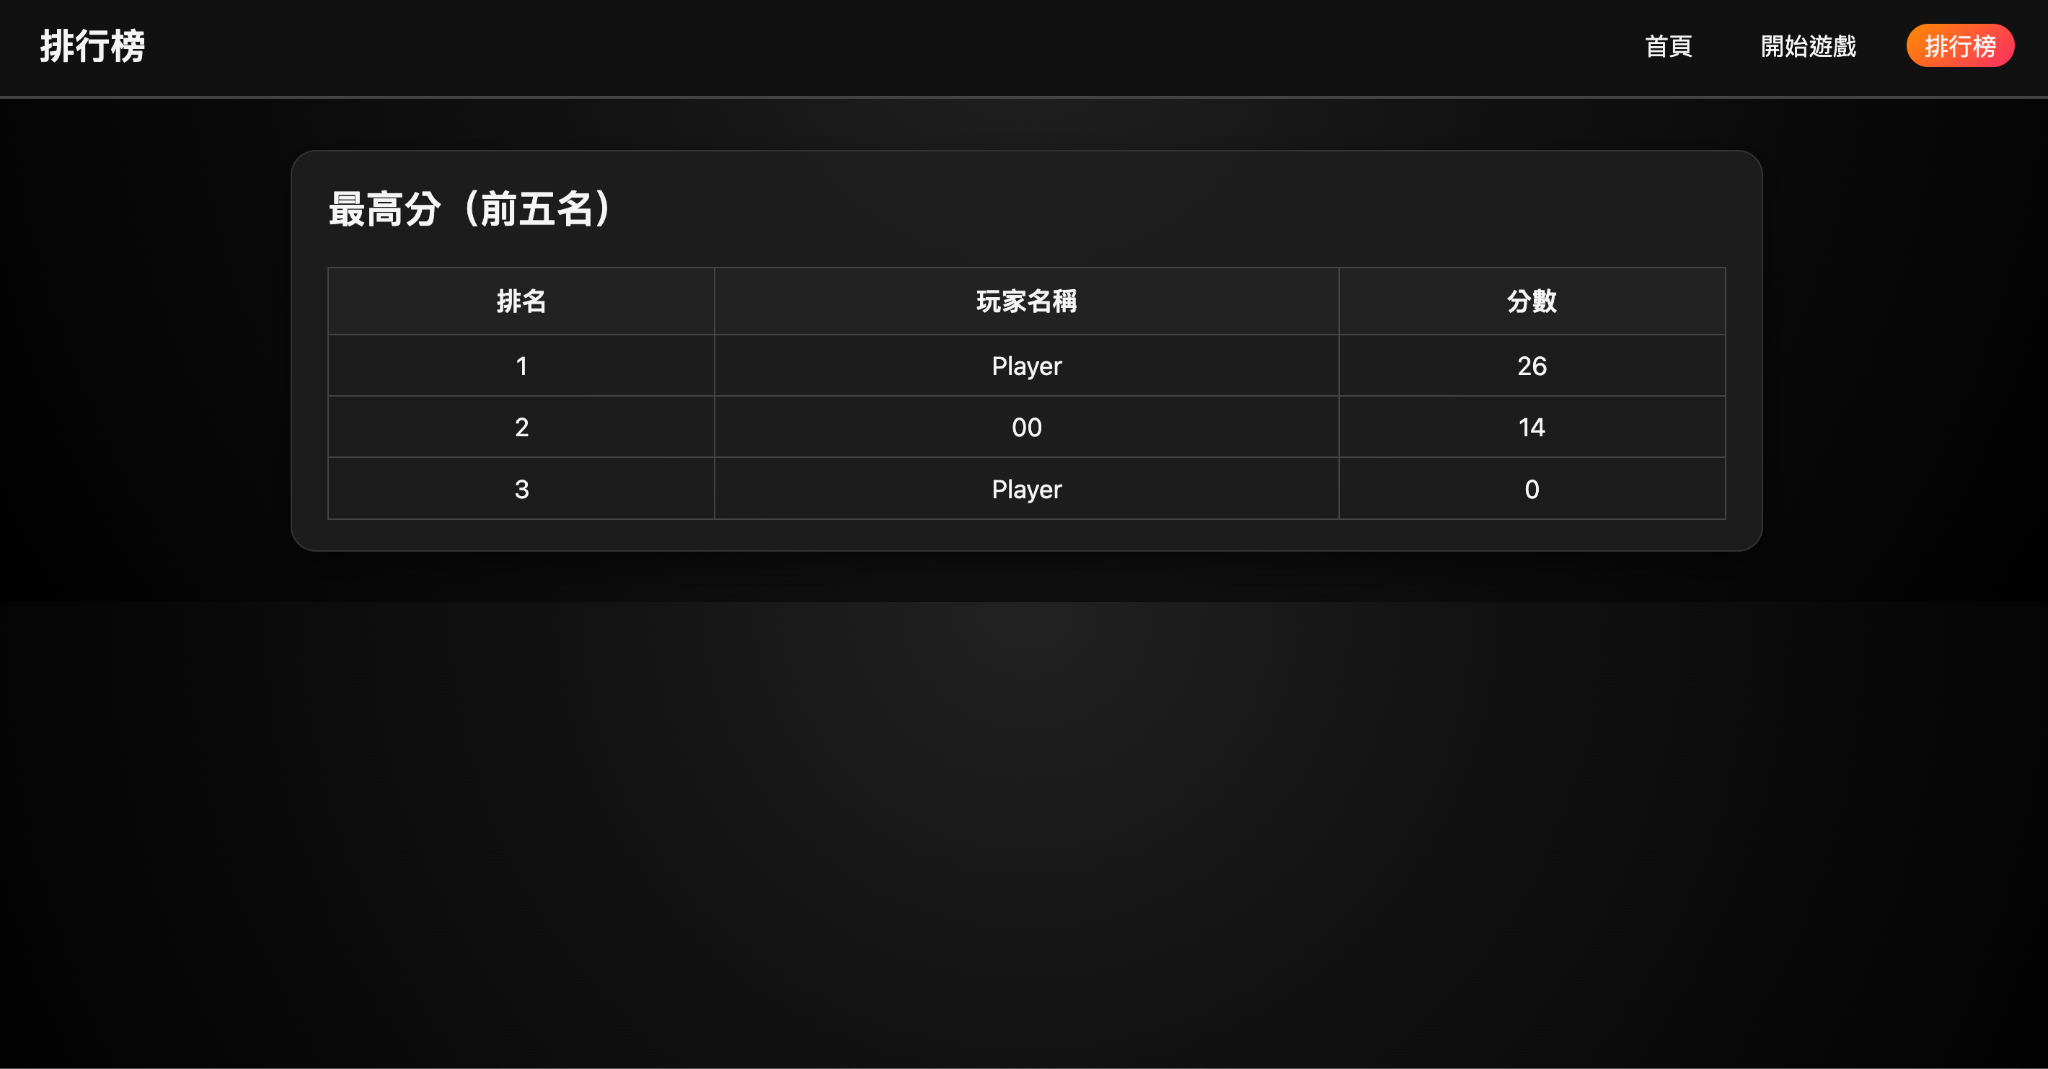 排行榜
首頁 開始遊戲 排行榜
最高分（前五名）
排名 玩家名稱 分數
1 Player 26
2 00 14
3 Player 0